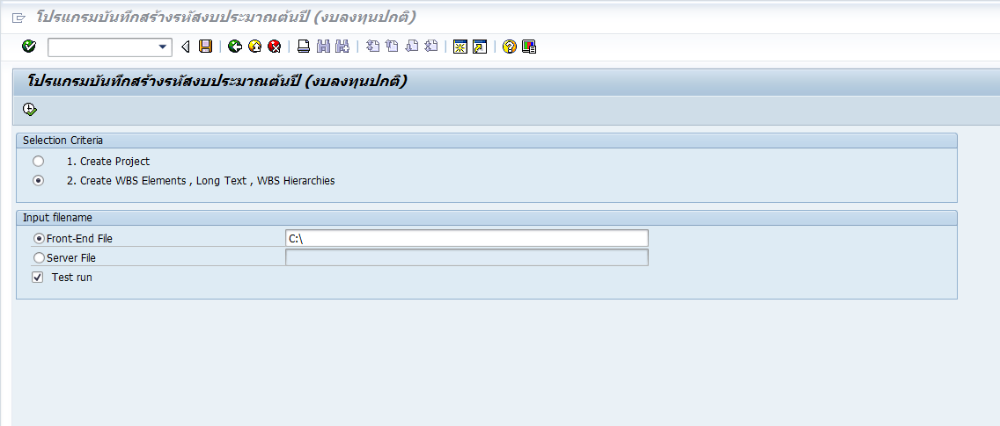 โปรแกรมบันทึกสร้างรหัสงบประมาณต้นปี (งบลงทุนปกติ)
โปรแกรมบันทึกสร้างรหัสงบประมาณต้นปี (งบลงทุนปกติ)
Selection Criteria
1. Create Project
2. Create WBS Elements , Long Text , WBS Hierarchies
Input filename
Front-End File C:\
Server File
Test run